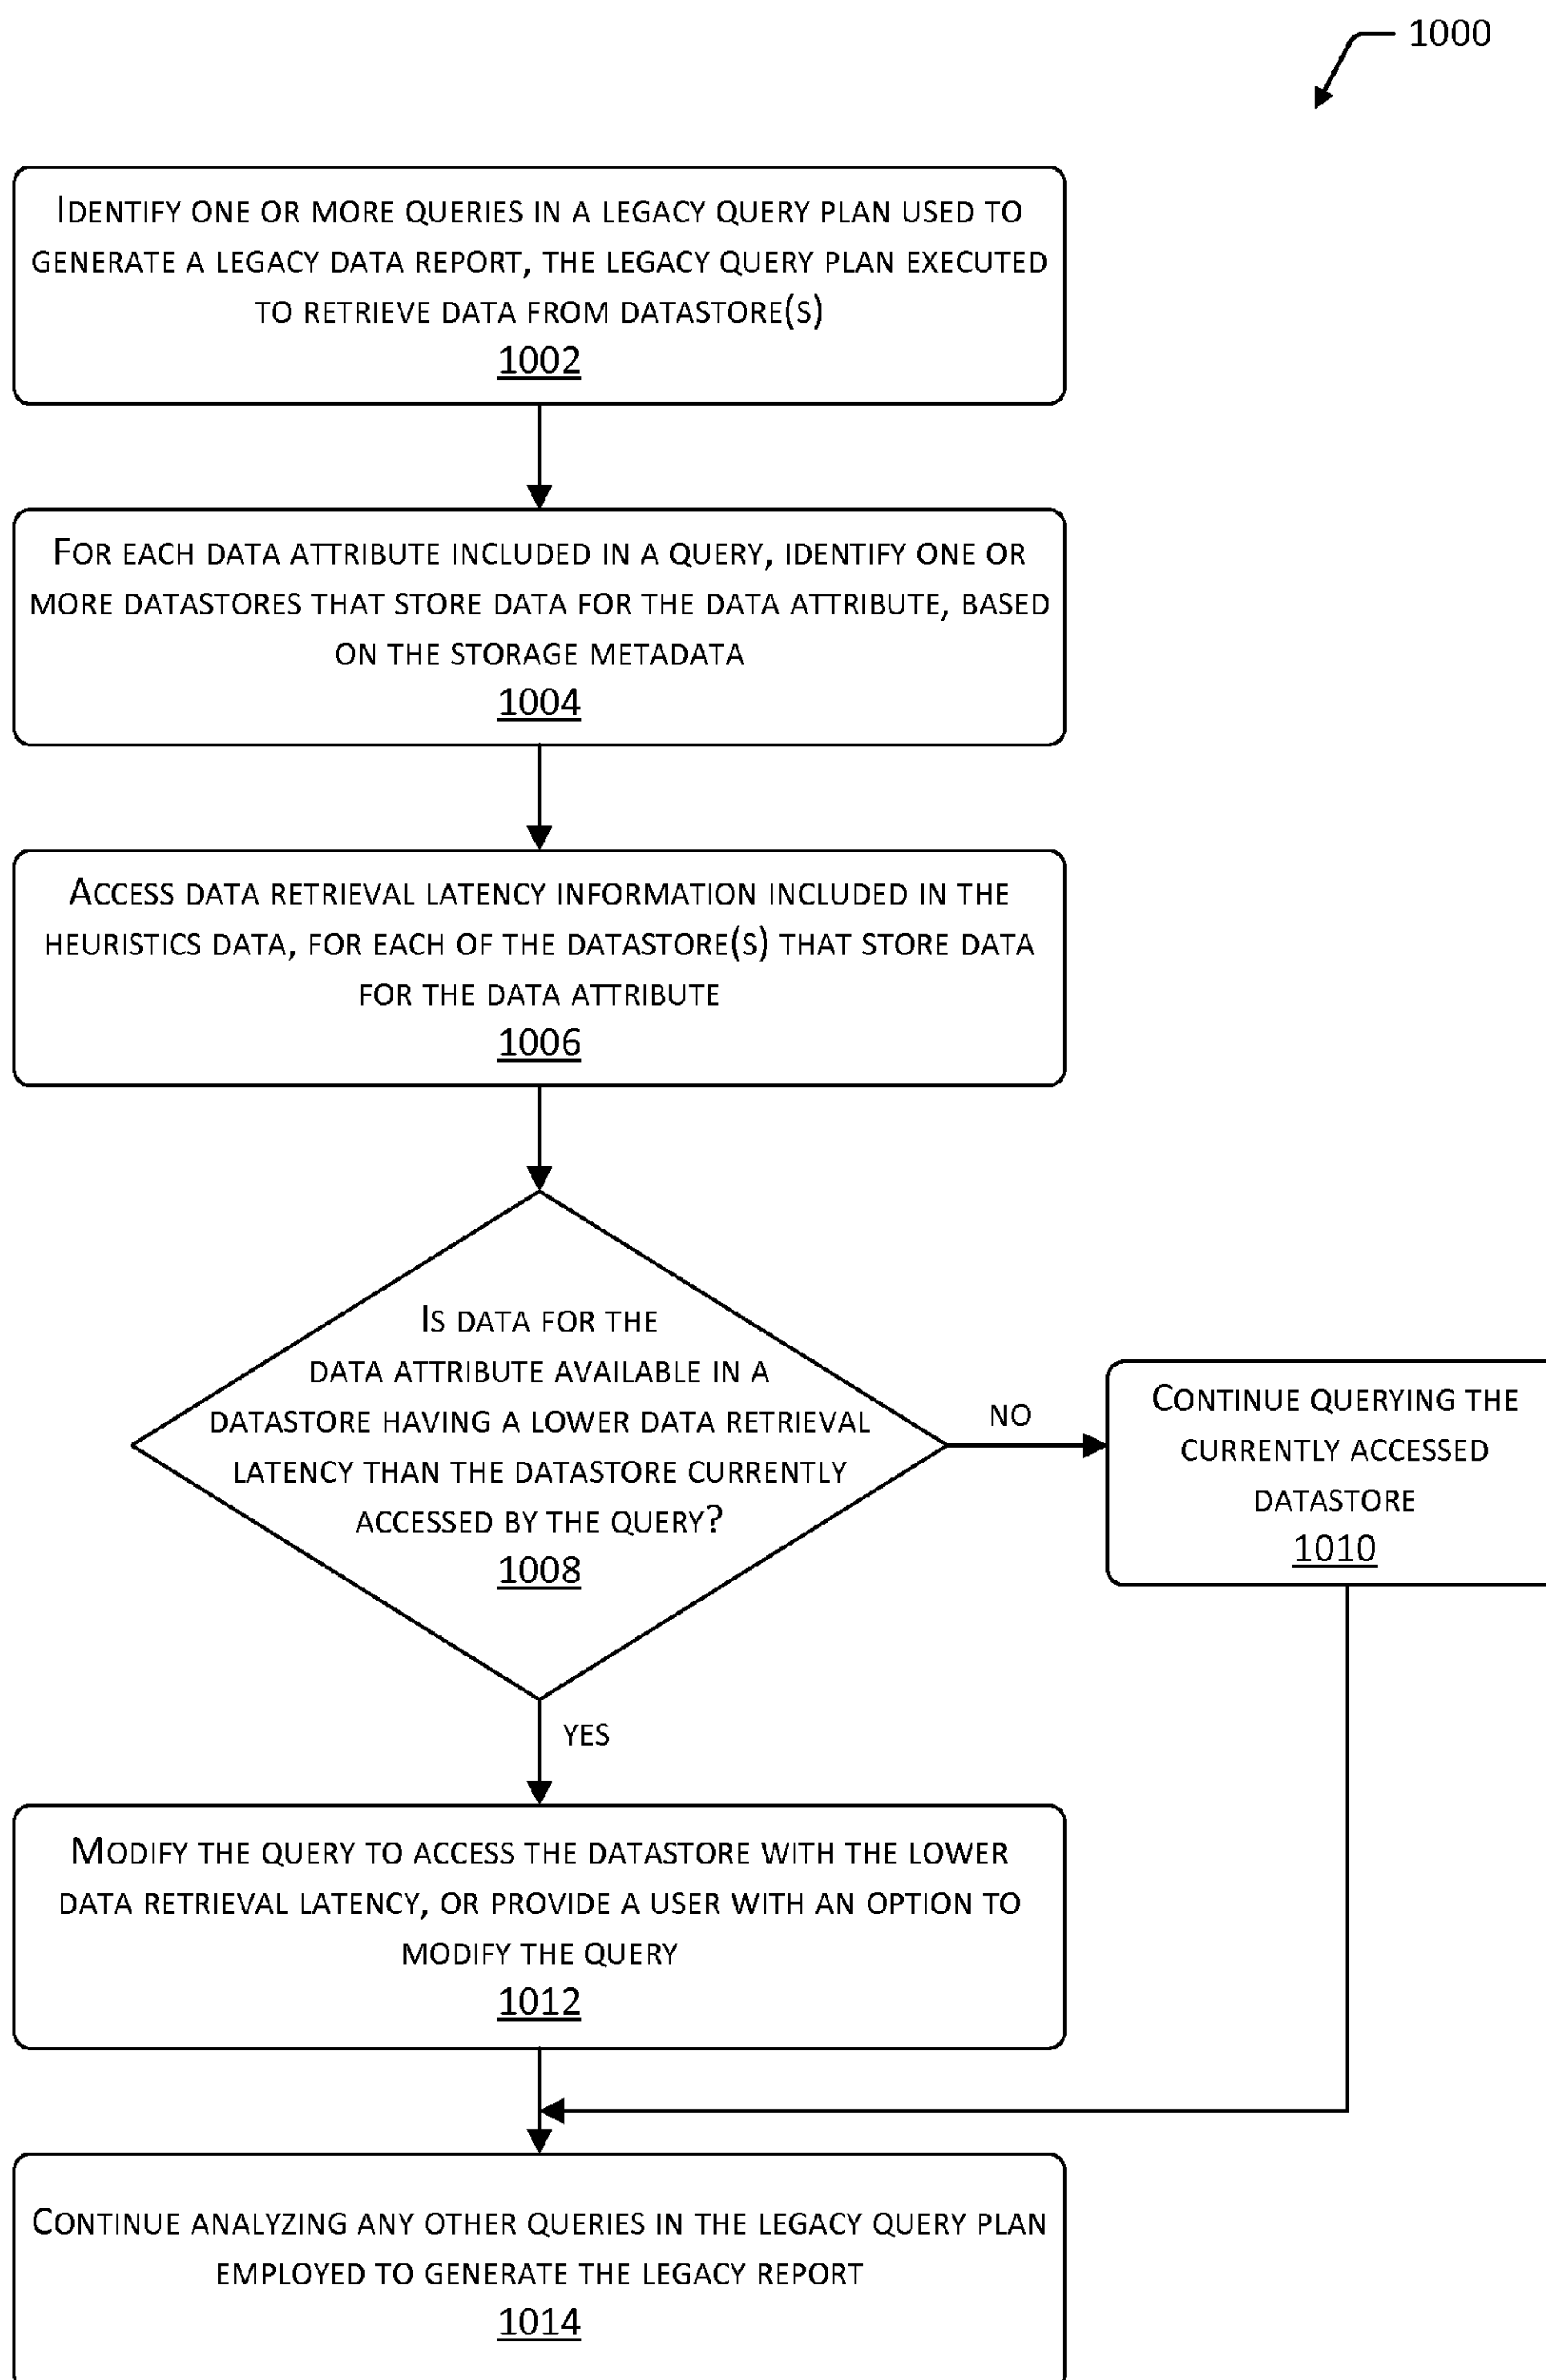 1000
IDENTIFY ONE OR MORE QUERIES IN A LEGACY QUERY PLAN USED TO
GENERATE A LEGACY DATA REPORT, THE LEGACY QUERY PLAN EXECUTED
TO RETRIEVE DATA FROM DATASTORE(S)
1002
FOR EACH DATA ATTRIBUTE INCLUDED IN A QUERY, IDENTIFY ONE OR
MORE DATASTORES THAT STORE DATA FOR THE DATA ATTRIBUTE, BASED
ON THE STORAGE METADATA
1004
ACCESS DATA RETRIEVAL LATENCY INFORMATION INCLUDED IN THE
HEURISTICS DATA, FOR EACH OF THE DATASTORE(S) THAT STORE DATA
FOR THE DATA ATTRIBUTE
1006
IS DATA FOR THE
DATA ATTRIBUTE AVAILABLE IN A
DATASTORE HAVING A LOWER DATA RETRIEVAL
LATENCY THAN THE DATASTORE CURRENTLY
ACCESSED BY THE QUERY?
1008
NO
CONTINUE QUERYING THE
CURRENTLY ACCESSED
DATASTORE
1010
YES
MODIFY THE QUERY TO ACCESS THE DATASTORE WITH THE LOWER
DATA RETRIEVAL LATENCY, OR PROVIDE A USER WITH AN OPTION TO
MODIFY THE QUERY
1012
CONTINUE ANALYZING ANY OTHER QUERIES IN THE LEGACY QUERY PLAN
EMPLOYED TO GENERATE THE LEGACY REPORT
1014